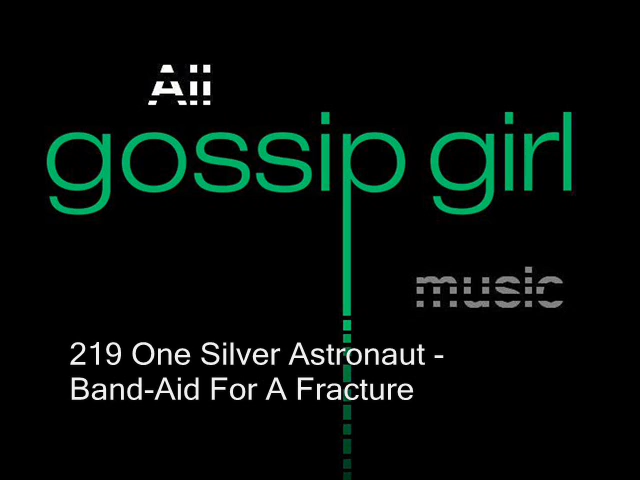 All
gossip girl
music
219 One Silver Astronaut -
Band-Aid For A Fracture